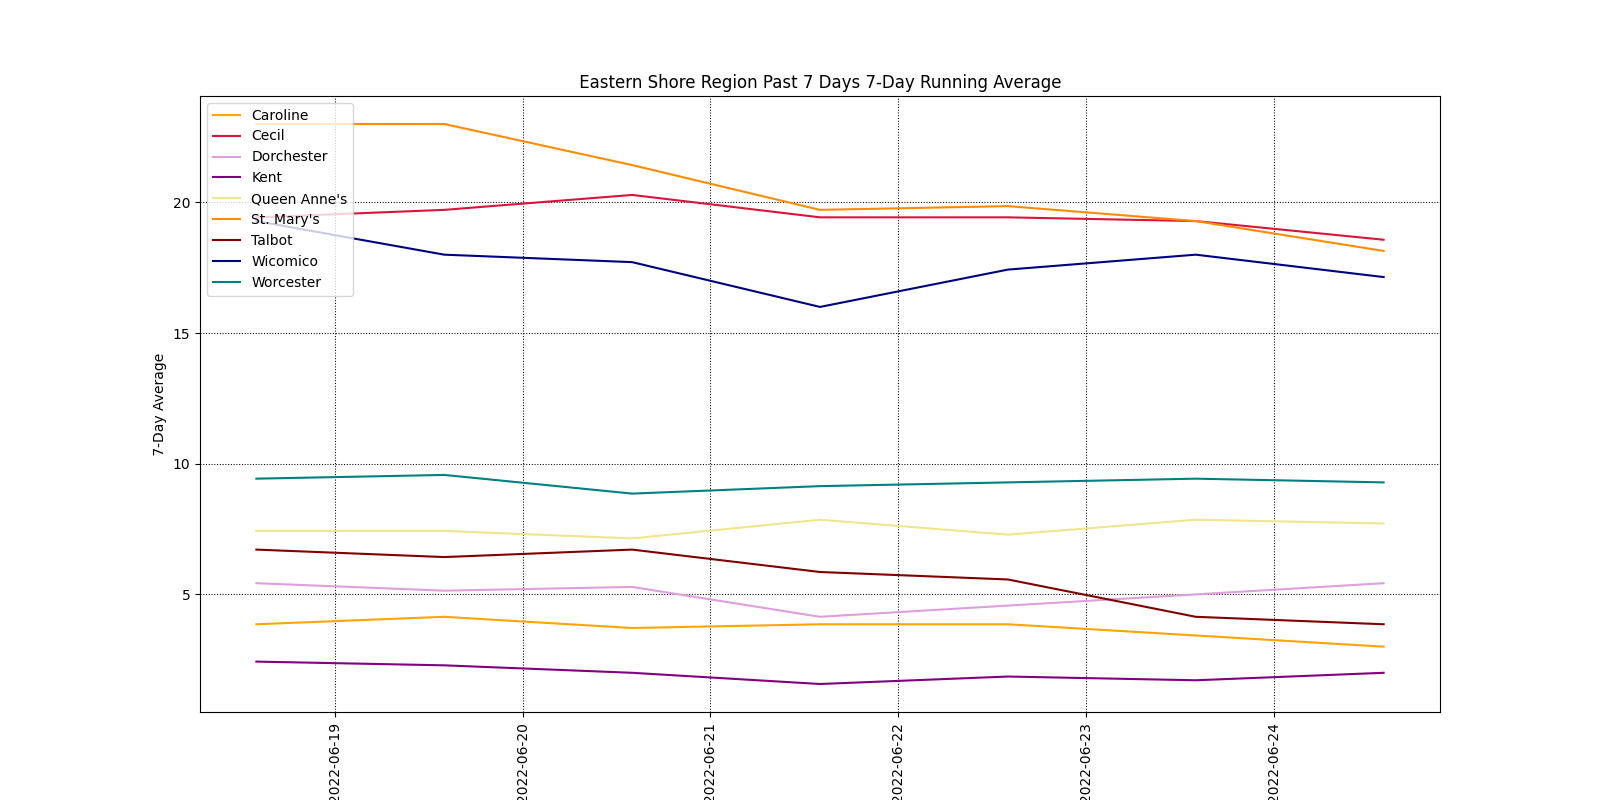 Eastern Shore Region Past 7 Days 7-Day Running Average
Caroline
Cecil
Dorchester
Kent
Queen Anne's
St. Mary's
Talbot
Wicomico
Worcester
20
15
10
5
7-Day Average
2022-06-19
2022-06-20
2022-06-21
2022-06-22
2022-06-23
2022-06-24